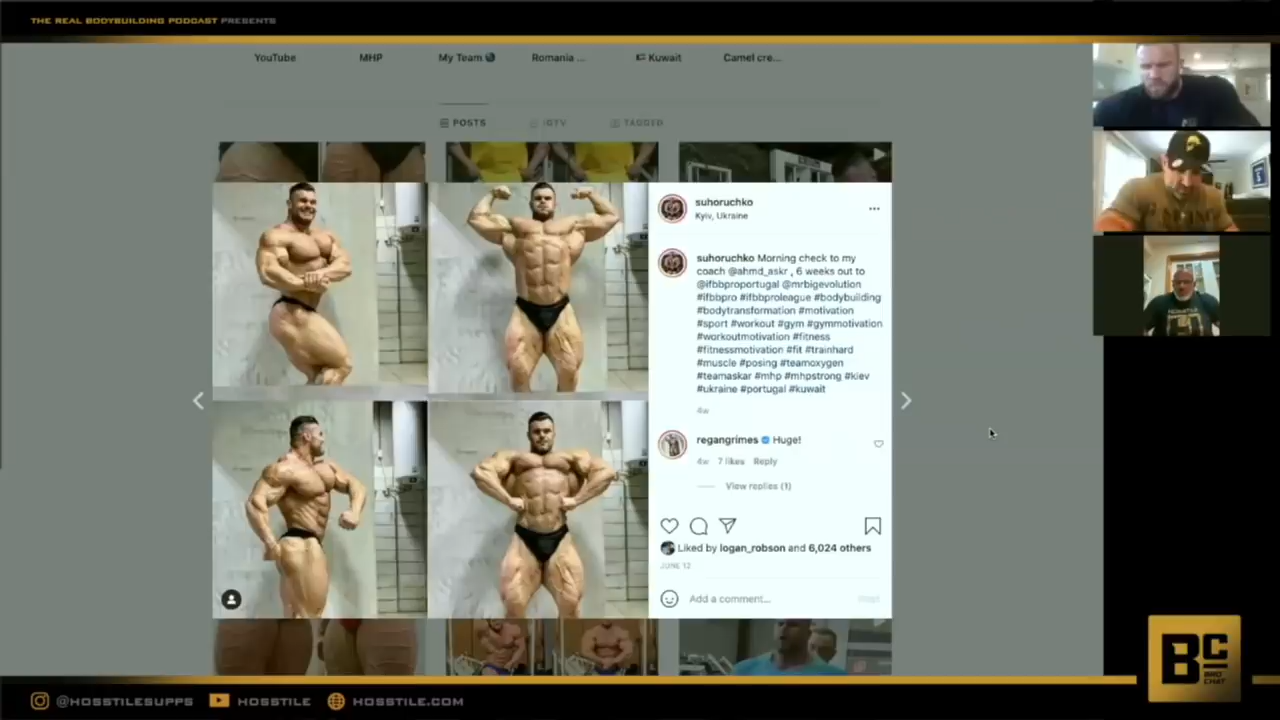 THE REAL BODYBUILDING PODCAST PRESENTS
YouTube MHP My Team Romania ... Kuwait Camel cre...
POSTS IGTV TAGGED
suhoruchko
Kyiv, Ukraine
suhoruchko Morning check to my
coach @ahmd_askr , 6 weeks out to
@ifbbproportugal @mrbigevolution
#ifbbpro #ifbbproleague #bodybuilding
#bodytransformation #motivation
#sport #workout #gym #gymmotivation
#workoutmotivation #fitness
#fitnessmotivation #fit #trainhard
#muscle #posing #teamoxygen
#teamaskar #mhp #mhpstrong #kiev
#ukraine #portugal #kuwait
4w
regangrimes Huge!
4w 7 likes Reply
View replies (1)
Liked by logan_robson and 6,024 others
JUNE 12
Add a comment... Post
BC
BRO
CHAT
@HOSSTILESUPPS HOSSTILE HOSSTILE.COM